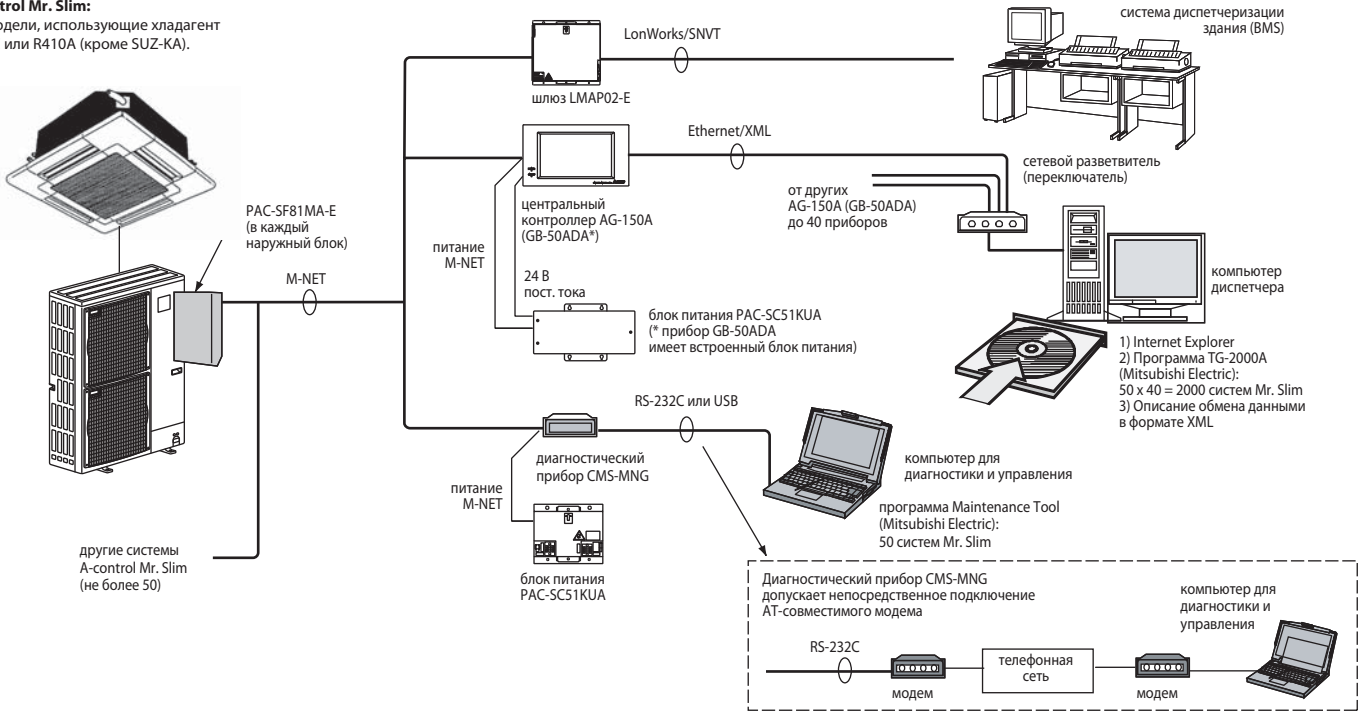 ntrol Mr. Slim:
одели, использующие хладагент
или R410A (кроме SUZ-KA).
PAC-SF81MA-E
(в каждый
наружный блок)
M-NET
другие системы
A-control Mr. Slim
(не более 50)
LonWorks/SNVT
шлюз LMAP02-E
система диспетчеризации
здания (BMS)
Ethernet/XML
центральный
контроллер AG-150A
(GB-50ADA*)
питание
M-NET
24 В
пост. тока
блок питания PAC-SC51KUA
(* прибор GB-50ADA
имеет встроенный блок питания)
от других
AG-150A (GB-50ADA)
до 40 приборов
сетевой разветвитель
(переключатель)
компьютер
диспетчера
1) Internet Explorer
2) Программа TG-2000A
(Mitsubishi Electric):
50 x 40 = 2000 систем Mr. Slim
3) Описание обмена данными
в формате XML
RS-232C или USB
диагностический
прибор CMS-MNG
питание
M-NET
блок питания
PAC-SC51KUA
компьютер для
диагностики и управления
программа Maintenance Tool
(Mitsubishi Electric):
50 систем Mr. Slim
Диагностический прибор CMS-MNG
допускает непосредственное подключение
АТ-совместимого модема
RS-232C
модем
телефонная
сеть
модем
компьютер для
диагностики и
управления